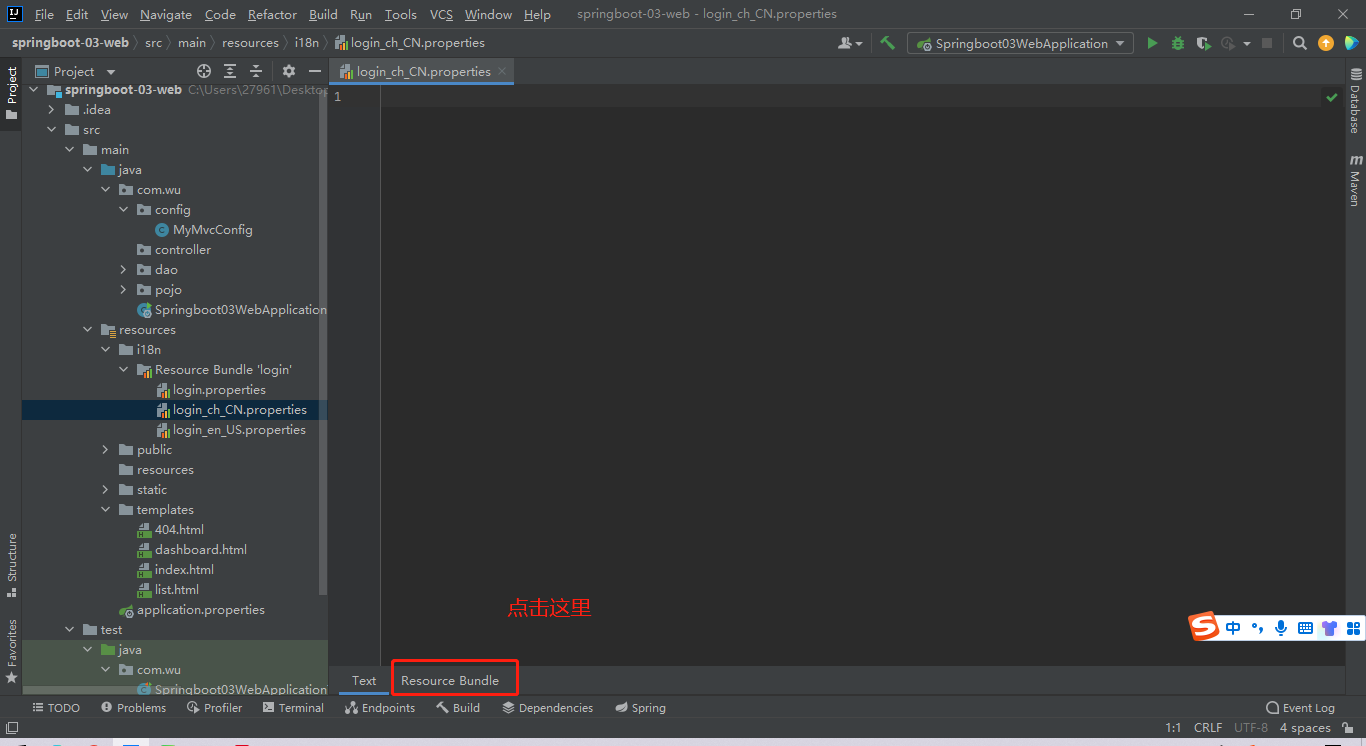 File Edit View Navigate Code Refactor Build Run Tools VCS Window Help springboot-03-web - login_ch_CN.properties
springboot-03-web src main resources i18n login_ch_CN.properties Springboot03WebApplication
Project login_ch_CN.properties
springboot-03-web C:\Users\27961\Desktop
1
.idea
src
main
java
com.wu
config
MyMvcConfig
controller
dao
pojo
Springboot03WebApplication
resources
i18n
Resource Bundle 'login'
login.properties
login_ch_CN.properties
login_en_US.properties
public
resources
static
templates
404.html
dashboard.html
index.html
list.html
application.properties
test
java
com.wu
Springboot03WebApplication
Project
Structure
Favorites
Database
Maven
点击这里
中
Text Resource Bundle
TODO Problems Profiler Terminal Endpoints Build Dependencies Spring Event Log
1:1 CRLF UTF-8 4 spaces